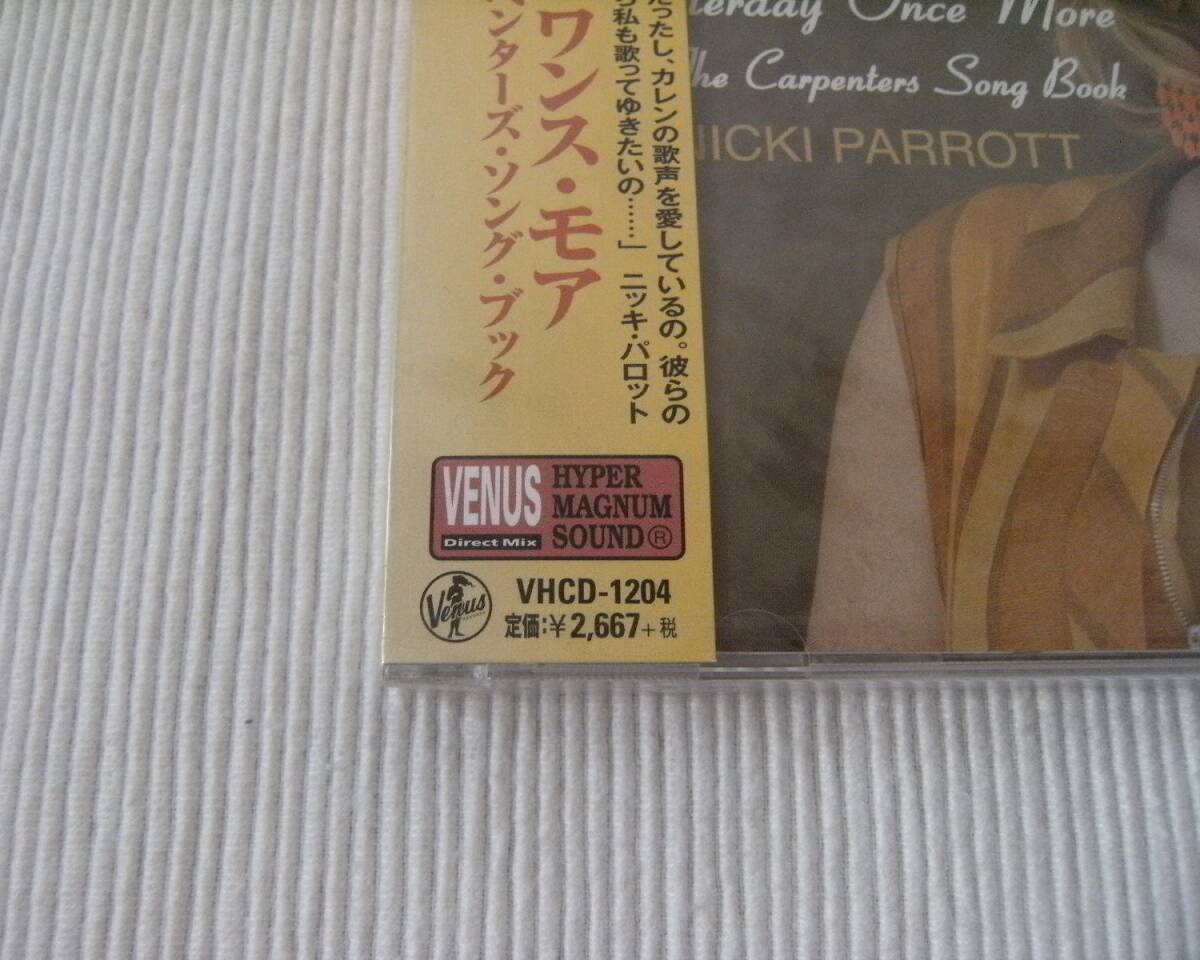 Once More
The Carpenters Song Book
NICKI PARROTT
ワンス・モア
ンターズ・ソング・ブック
ったし、カレンの歌声を愛しているの。彼らの
私も歌ってゆきたいの……」 ニッキ・パロット
VENUS
Direct Mix
HYPER
MAGNUM
SOUND®
Venus
VHCD-1204
定価:¥2,667+税